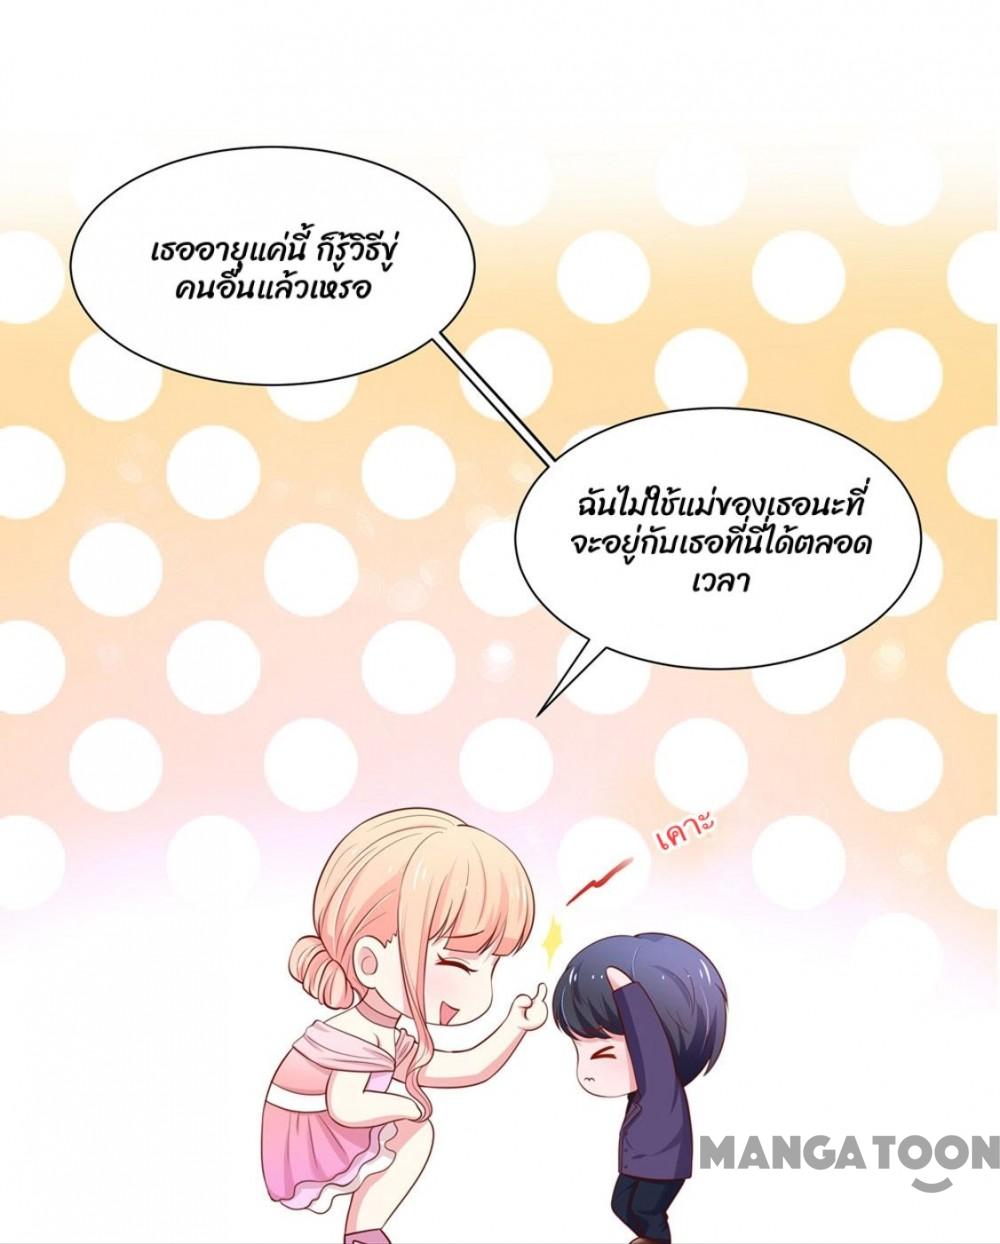 เธออายุแค่นี้ ก็รู้วิธีขู่
คนอื่นแล้วเหรอ
ฉันไม่ใช้แม่ของเธอนะที่
จะอยู่กับเธอที่นี่ได้ตลอด
เวลา
เคาะ
MANGATOON